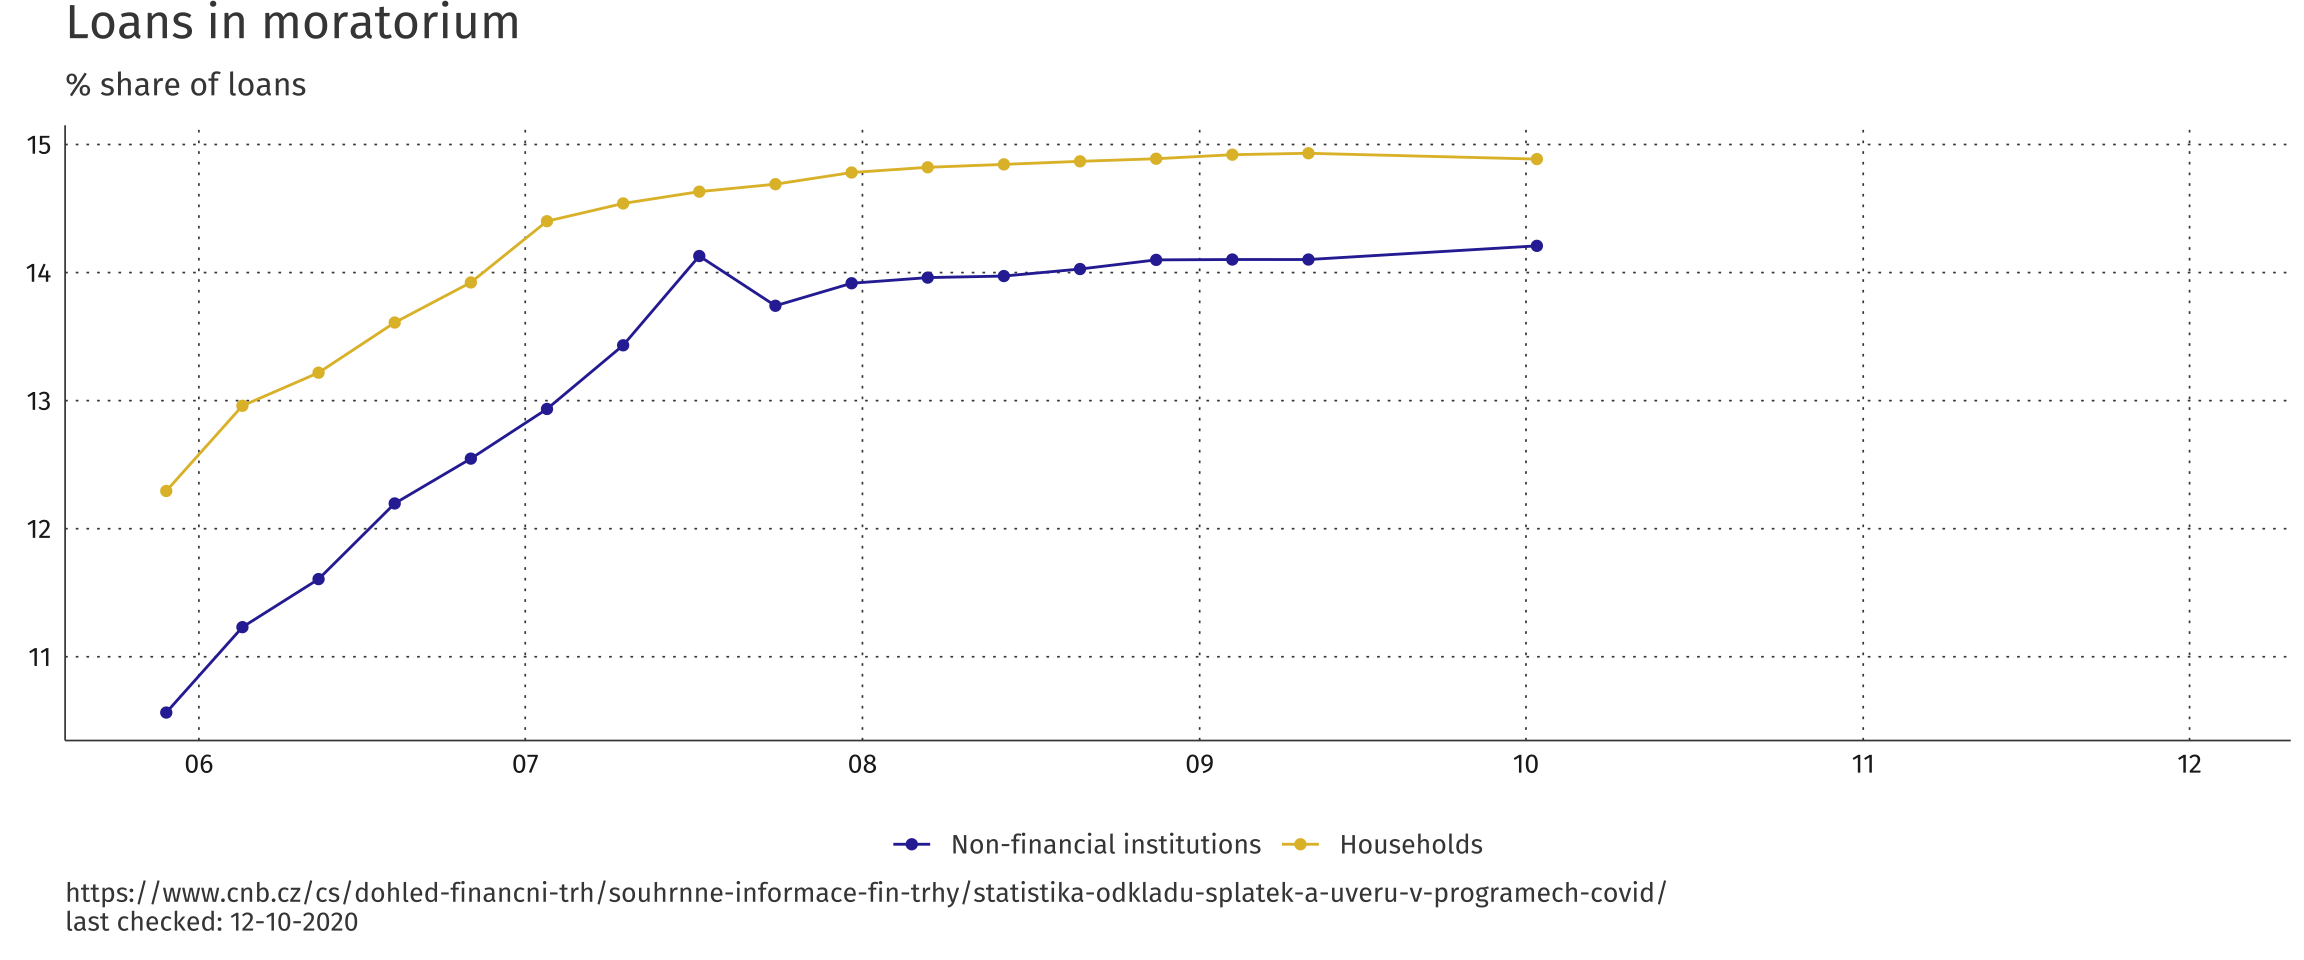 Loans in moratorium
% share of loans
15
14
13
12
11
06 07 08 09 10 11 12
Non-financial institutions Households
https://www.cnb.cz/cs/dohled-financni-trh/souhrnne-informace-fin-trhy/statistika-odkladu-splatek-a-uveru-v-programech-covid/
last checked: 12-10-2020